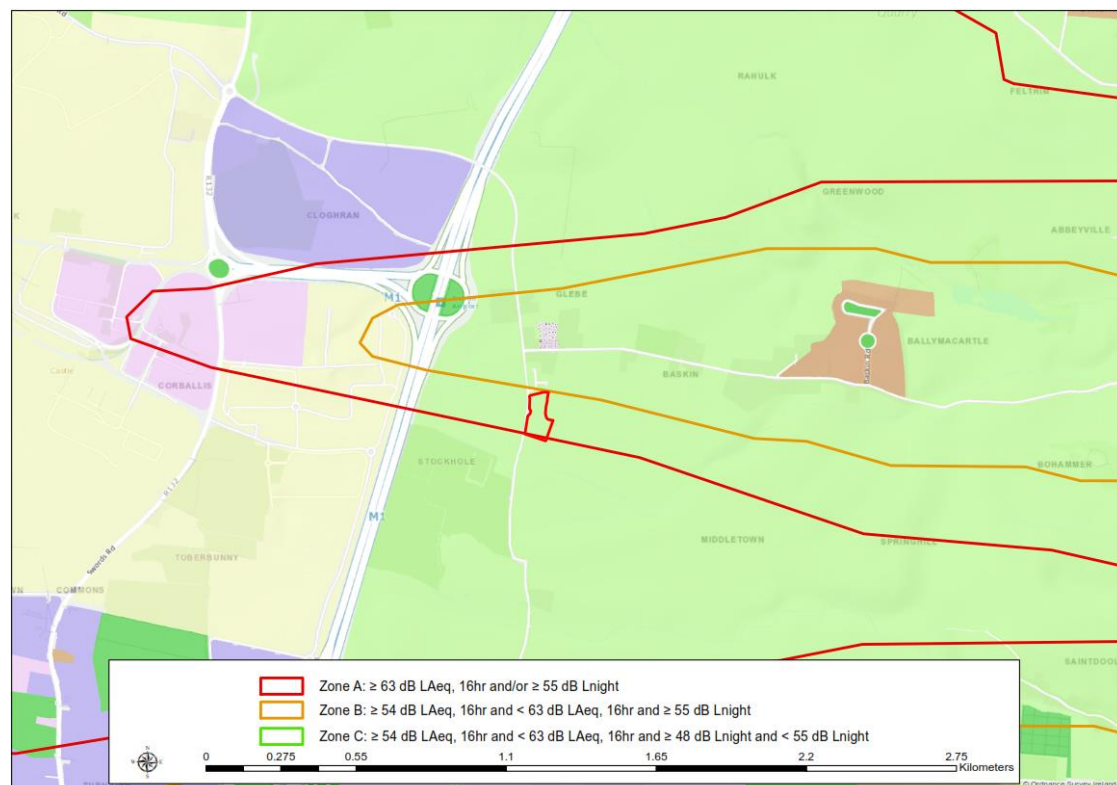 Quarry
RAHULK
FELTRIM
R132
GREENWOOD
CLOGHRAN
ABBEYVILLE
M1
GLEBE
BALLYMACARTLE
Castle
CORBALLIS
BASKIN
STOCKHOLE
BOHAMMER
M1
R132
MIDDLETOWN
SPRINGHILL
Swords Rd
TOBERBUNNY
COMMONS
Zone A: ≥ 63 dB LAeq, 16hr and/or ≥ 55 dB Lnight
Zone B: ≥ 54 dB LAeq, 16hr and < 63 dB LAeq, 16hr and ≥ 55 dB Lnight
Zone C: ≥ 54 dB LAeq, 16hr and < 63 dB LAeq, 16hr and ≥ 48 dB Lnight and < 55 dB Lnight
N
W E
S
0 0.275 0.55 1.1 1.65 2.2 2.75
Kilometers
© Ordnance Survey Ireland